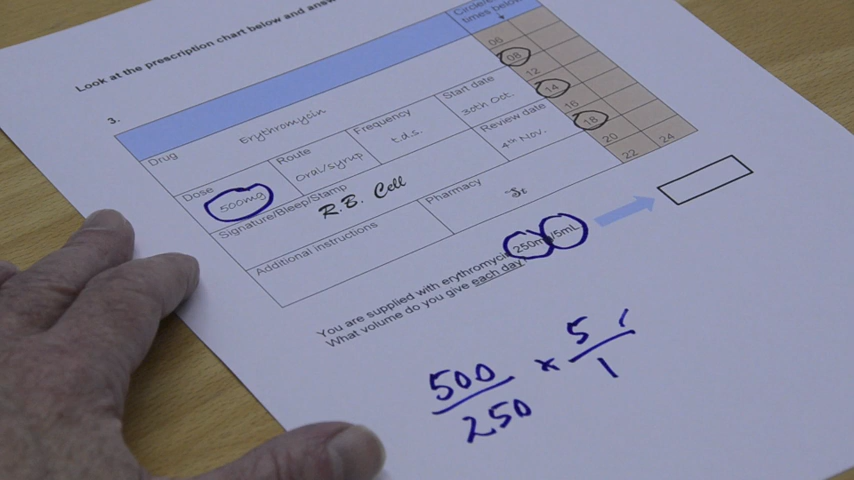 Look at the prescription chart below and
Circle
times below
3.
06
08
12
14
16
18
20
22
24
Drug
Erythromycin
Dose
500mg
Route
Oral/syrup
Frequency
t.d.s.
Start date
30th Oct.
Review date
4th Nov.
Signature/Bleep/Stamp
R.B. Cell
Pharmacy
Additional instructions
You are supplied with erythromycin 250m /5mL
What volume do you give each day?
500
250
×
5
1